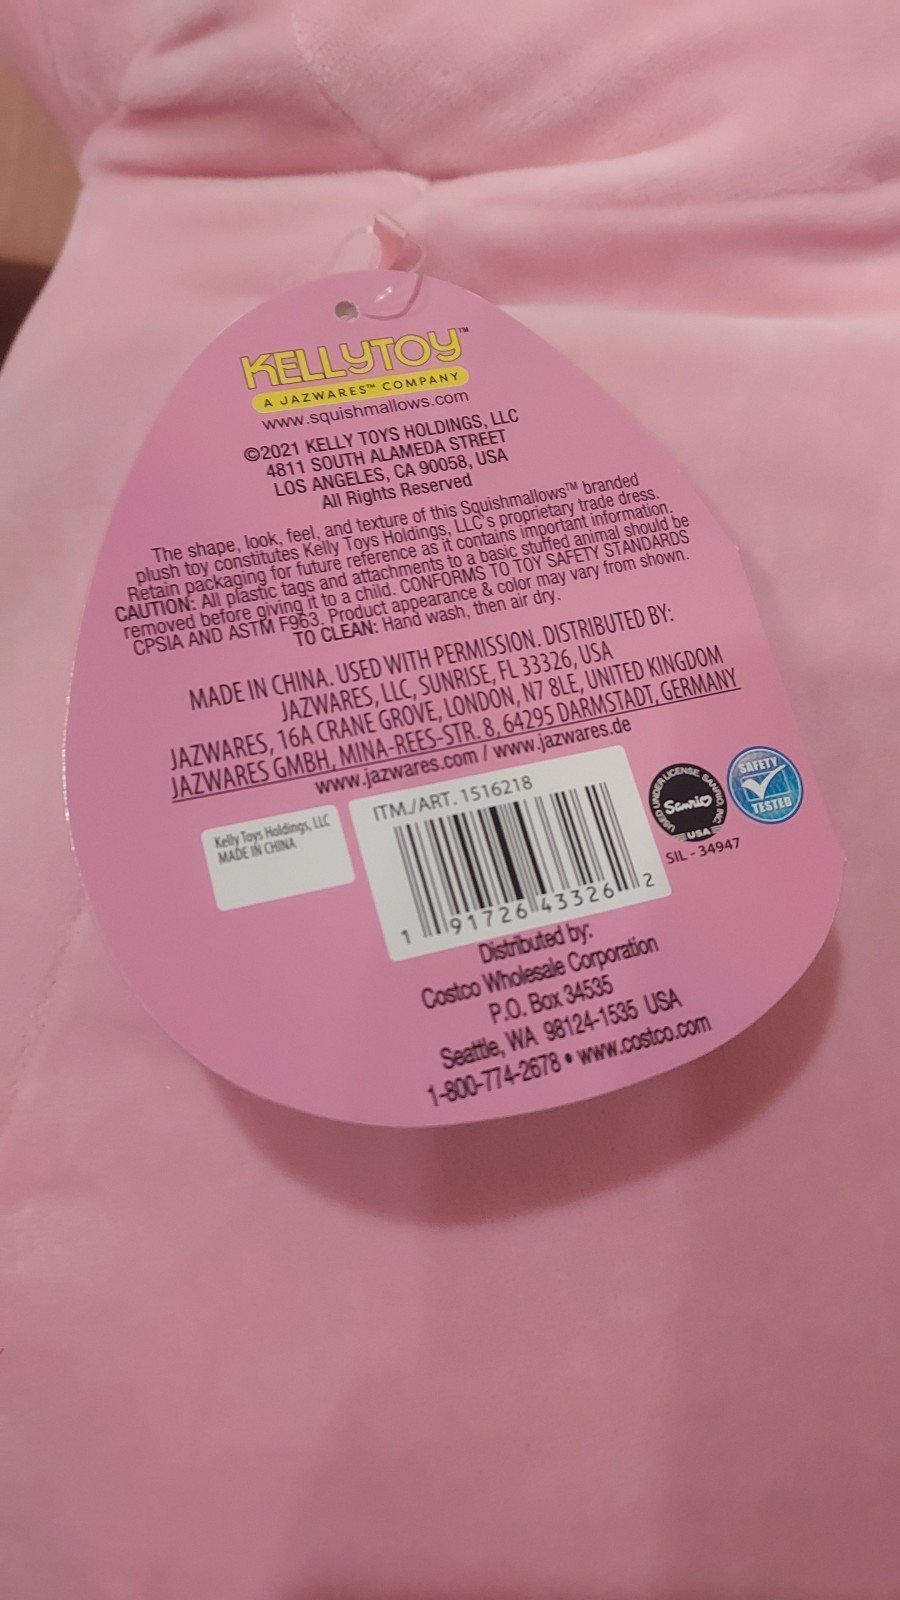 KELLYTOY™
A JAZWARES™ COMPANY
www.squishmallows.com
©2021 KELLY TOYS HOLDINGS, LLC
4811 SOUTH ALAMEDA STREET
LOS ANGELES, CA 90058, USA
All Rights Reserved
The shape, look, feel, and texture of this Squishmallows™ branded
plush toy constitutes Kelly Toys Holdings, LLC's proprietary trade dress.
Retain packaging for future reference as it contains important information.
CAUTION: All plastic tags and attachments to a basic stuffed animal should be
removed before giving it to a child. CONFORMS TO TOY SAFETY STANDARDS
CPSIA AND ASTM F963. Product appearance & color may vary from shown.
TO CLEAN: Hand wash, then air dry.
MADE IN CHINA. USED WITH PERMISSION. DISTRIBUTED BY:
JAZWARES, LLC, SUNRISE, FL 33326, USA
JAZWARES, 16A CRANE GROVE, LONDON, N7 8LE, UNITED KINGDOM
JAZWARES GMBH, MINA-REES-STR. 8, 64295 DARMSTADT, GERMANY
www.jazwares.com / www.jazwares.de
Kelly Toys Holdings, LLC
MADE IN CHINA
ITM./ART. 1516218
1 91726 43326 2
USED UNDER LICENSE. SANRIO, INC.
Sanrio
USA
SIL - 34947
SAFETY
TESTED
Distributed by:
Costco Wholesale Corporation
P.O. Box 34535
Seattle, WA 98124-1535 USA
1-800-774-2678 • www.costco.com